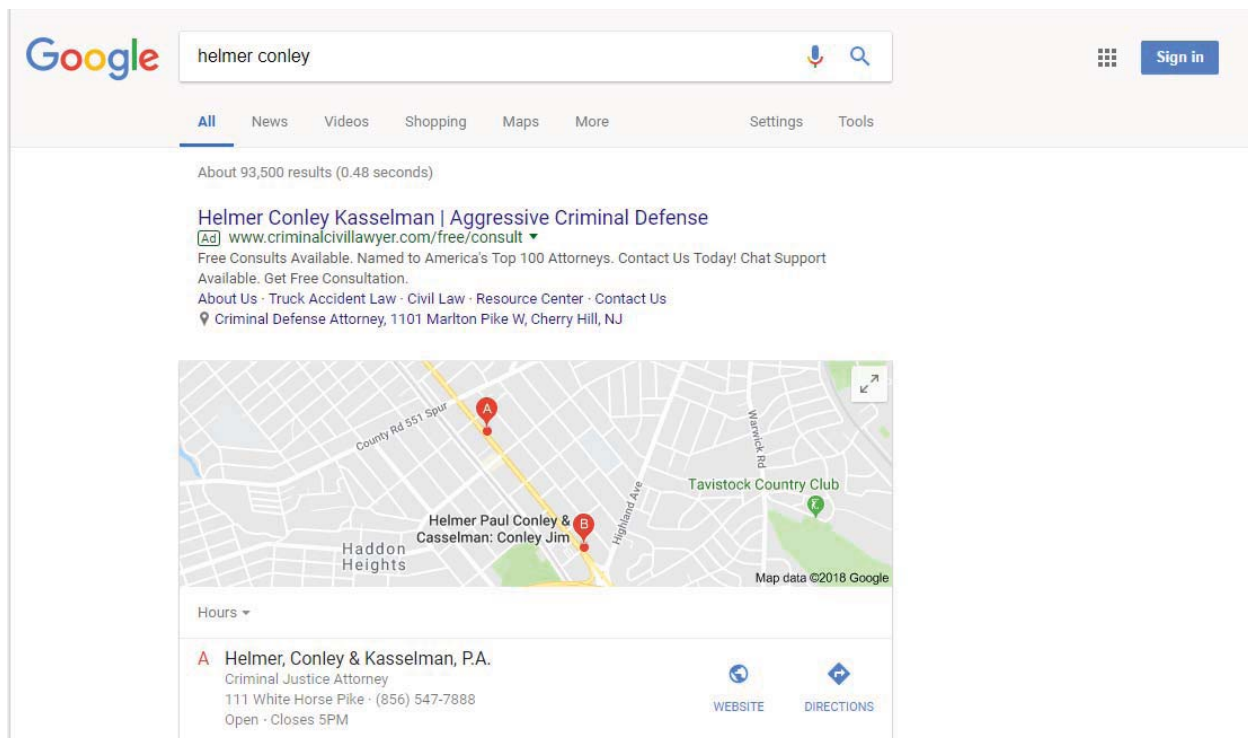 Google
helmer conley
Sign in
All News Videos Shopping Maps More Settings Tools
About 93,500 results (0.48 seconds)
Helmer Conley Kasselman | Aggressive Criminal Defense
Ad www.criminalcivillawyer.com/free/consult
Free Consults Available. Named to America's Top 100 Attorneys. Contact Us Today! Chat Support
Available. Get Free Consultation.
About Us · Truck Accident Law · Civil Law · Resource Center · Contact Us
Criminal Defense Attorney, 1101 Marlton Pike W, Cherry Hill, NJ
County Rd 551 Spur
A
Warwick Rd
Tavistock Country Club
Highland Ave
Helmer Paul Conley &
Casselman: Conley Jim
B
Haddon
Heights
Map data ©2018 Google
Hours
A Helmer, Conley & Kasselman, P.A.
Criminal Justice Attorney
111 White Horse Pike · (856) 547-7888
Open · Closes 5PM
WEBSITE DIRECTIONS